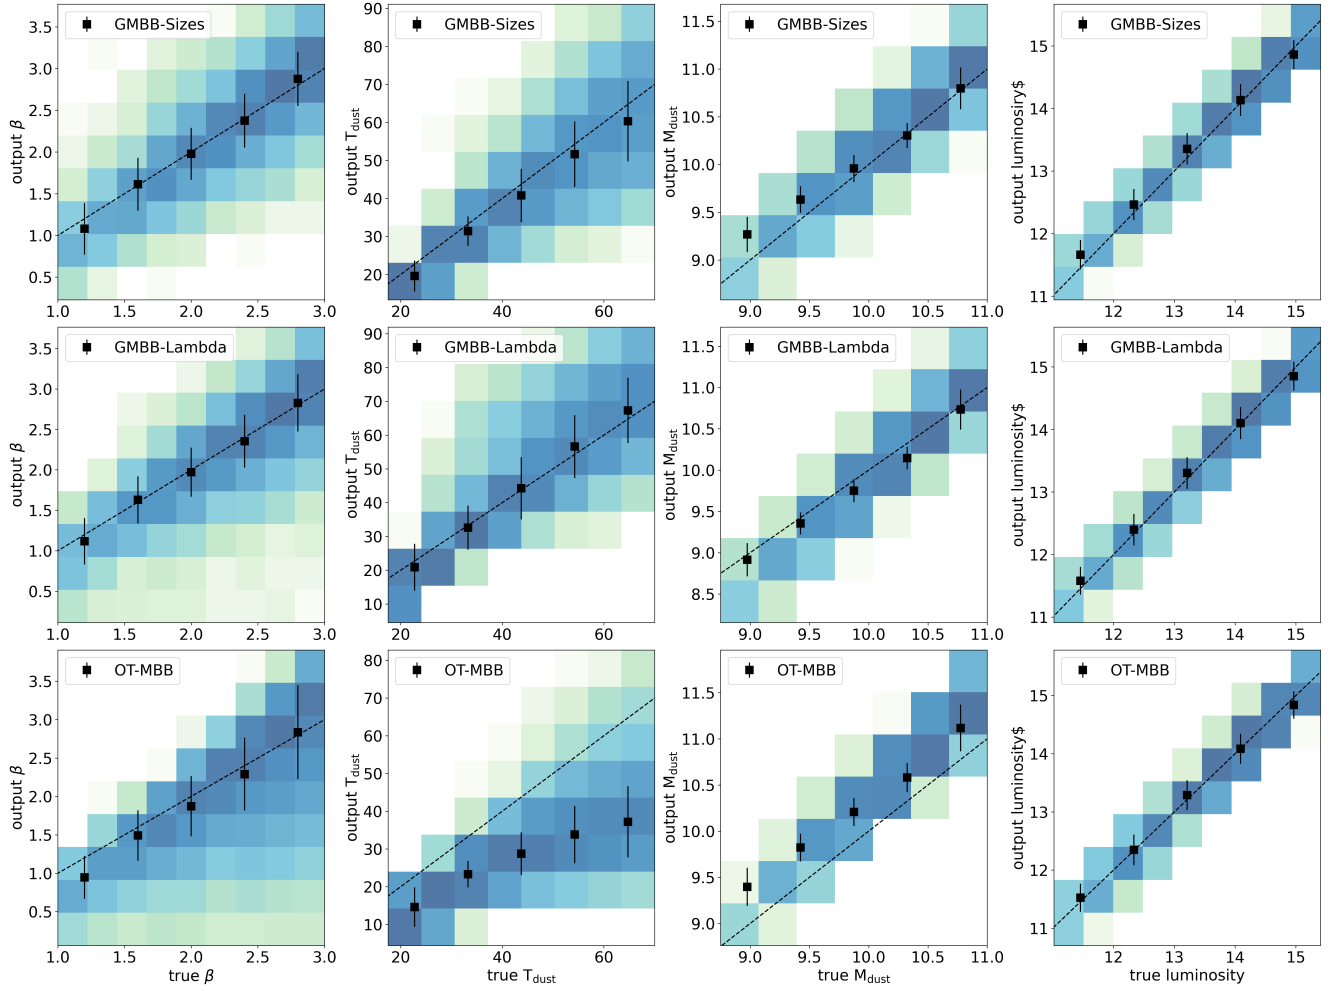 GMBB-Sizes
output β
3.5
3.0
2.5
2.0
1.5
1.0
0.5
1.0 1.5 2.0 2.5 3.0
GMBB-Sizes
output T_dust
90
80
70
60
50
40
30
20
20 40 60
GMBB-Sizes
output M_dust
11.5
11.0
10.5
10.0
9.5
9.0
9.0 9.5 10.0 10.5 11.0
GMBB-Sizes
output luminosiry$
15
14
13
12
11
12 13 14 15
GMBB-Lambda
output β
3.5
3.0
2.5
2.0
1.5
1.0
0.5
1.0 1.5 2.0 2.5 3.0
GMBB-Lambda
output T_dust
90
80
70
60
50
40
30
20
10
20 40 60
GMBB-Lambda
output M_dust
11.5
11.0
10.5
10.0
9.5
9.0
8.5
9.0 9.5 10.0 10.5 11.0
GMBB-Lambda
output luminosity$
15
14
13
12
11
12 13 14 15
OT-MBB
output β
3.5
3.0
2.5
2.0
1.5
1.0
0.5
1.0 1.5 2.0 2.5 3.0
true β
OT-MBB
output T_dust
80
70
60
50
40
30
20
10
20 40 60
true T_dust
OT-MBB
output M_dust
11.5
11.0
10.5
10.0
9.5
9.0
9.0 9.5 10.0 10.5 11.0
true M_dust
OT-MBB
output luminosity$
15
14
13
12
11
12 13 14 15
true luminosity